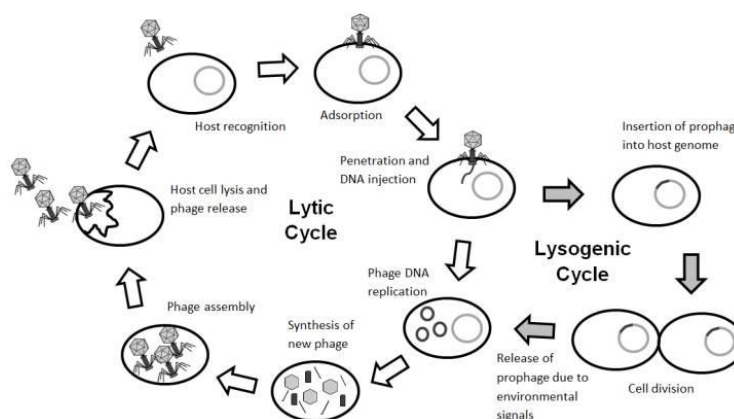 Host recognition
Adsorption
Penetration and
DNA injection
Insertion of prophage
into host genome
Host cell lysis and
phage release
Lytic
Cycle
Lysogenic
Cycle
Phage DNA
replication
Phage assembly
Synthesis of
new phage
Release of
prophage due to
environmental
signals
Cell division